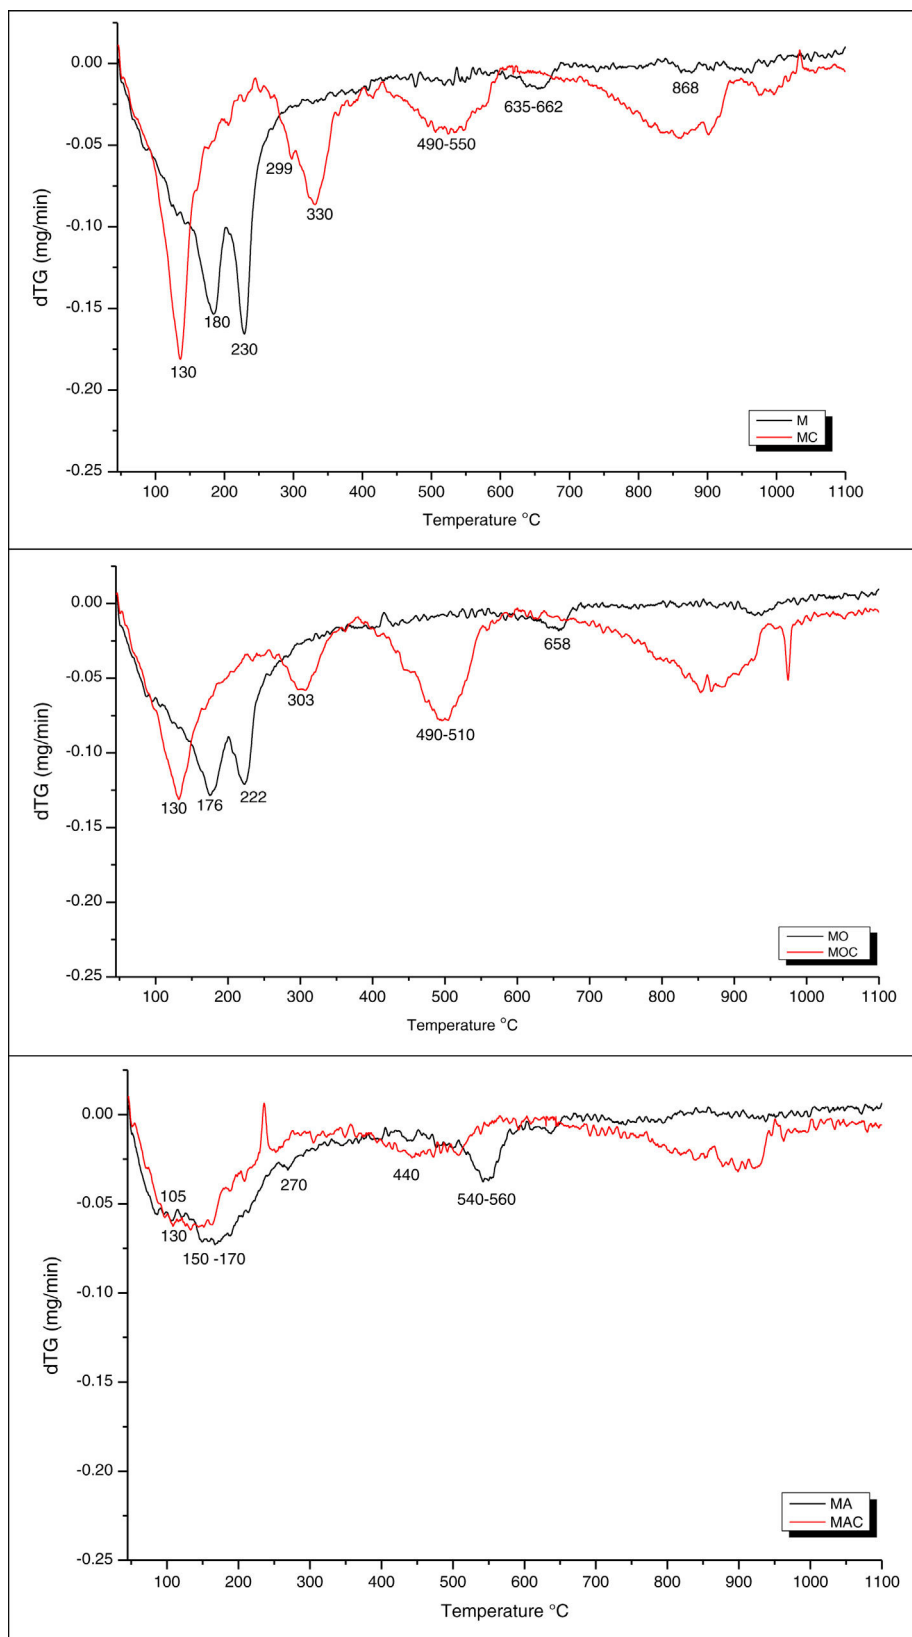 0.00
-0.05
-0.10
-0.15
-0.20
-0.25
dTG (mg/min)
868
635-662
490-550
299
330
180
230
130
M
MC
100 200 300 400 500 600 700 800 900 1000 1100
Temperature °C
0.00
-0.05
-0.10
-0.15
-0.20
-0.25
dTG (mg/min)
658
303
490-510
130 176 222
MO
MOC
100 200 300 400 500 600 700 800 900 1000 1100
Temperature °C
0.00
-0.05
-0.10
-0.15
-0.20
-0.25
dTG (mg/min)
105
130
150 -170
270
440
540-560
MA
MAC
100 200 300 400 500 600 700 800 900 1000 1100
Temperature °C